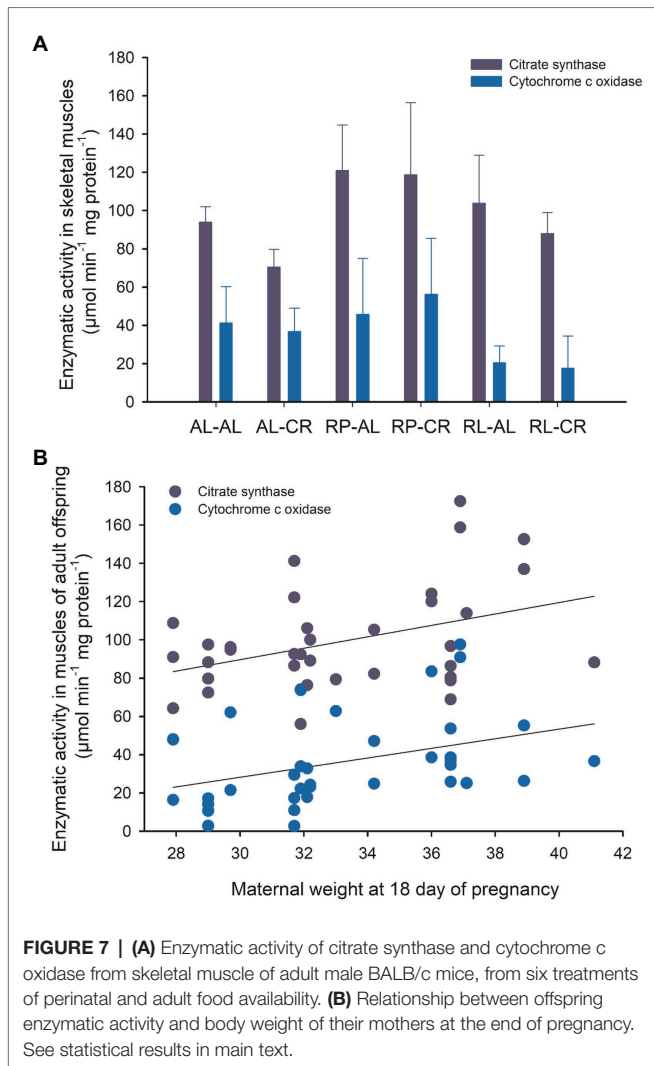 A
Citrate synthase
Cytochrome c oxidase
Enzymatic activity in skeletal muscles
(µmol min⁻¹ mg protein⁻¹)
180
160
140
120
100
80
60
40
20
0
AL-AL AL-CR RP-AL RP-CR RL-AL RL-CR
B
Citrate synthase
Cytochrome c oxidase
Enzymatic activity in muscles of adult offspring
(µmol min⁻¹ mg protein⁻¹)
180
160
140
120
100
80
60
40
20
0
28 30 32 34 36 38 40 42
Maternal weight at 18 day of pregnancy
FIGURE 7 | (A) Enzymatic activity of citrate synthase and cytochrome c
oxidase from skeletal muscle of adult male BALB/c mice, from six treatments
of perinatal and adult food availability. (B) Relationship between offspring
enzymatic activity and body weight of their mothers at the end of pregnancy.
See statistical results in main text.